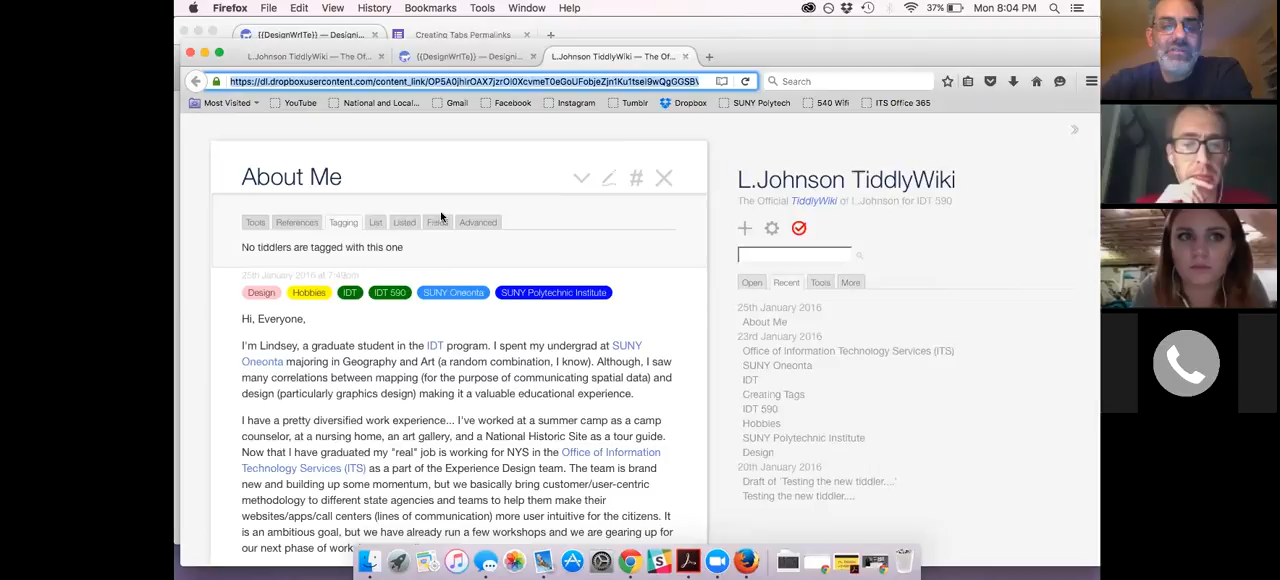 Firefox File Edit View History Bookmarks Tools Window Help 37% Mon 8:04 PM
{{DesignWriTe}} — Designi... Creating Tabs Permalinks
L.Johnson TiddlyWiki — The Of... {{DesignWriTe}} — Designi... L.Johnson TiddlyWiki — The Of...
Search
Most Visited YouTube National and Local... Gmail Facebook Instagram Tumblr Dropbox SUNY Polytech 540 Wifi ITS Office 365
About Me
Tools References Tagging List Listed Fields Advanced
No tiddlers are tagged with this one
25th January 2016 at 7:49pm
Design Hobbies IDT IDT 590 SUNY Oneonta SUNY Polytechnic Institute
Hi, Everyone,
I'm Lindsey, a graduate student in the IDT program. I spent my undergrad at SUNY
Oneonta majoring in Geography and Art (a random combination, I know). Although, I saw
many correlations between mapping (for the purpose of communicating spatial data) and
design (particularly graphics design) making it a valuable educational experience.
I have a pretty diversified work experience... I've worked at a summer camp as a camp
counselor, at a nursing home, an art gallery, and a National Historic Site as a tour guide.
Now that I have graduated my "real" job is working for NYS in the Office of Information
Technology Services (ITS) as a part of the Experience Design team. The team is brand
new and building up some momentum, but we basically bring customer/user-centric
methodology to different state agencies and teams to help them make their
websites/apps/call centers (lines of communication) more user intuitive for the citizens. It
is an ambitious goal, but we have already run a few workshops and we are gearing up for
our next phase of work
L.Johnson TiddlyWiki
The Official TiddlyWiki of L.Johnson for IDT 590
Open Recent Tools More
25th January 2016
About Me
23rd January 2016
Office of Information Technology Services (ITS)
SUNY Oneonta
IDT
Creating Tags
IDT 590
Hobbies
SUNY Polytechnic Institute
Design
20th January 2016
Draft of 'Testing the new tiddler....'
Testing the new tiddler....